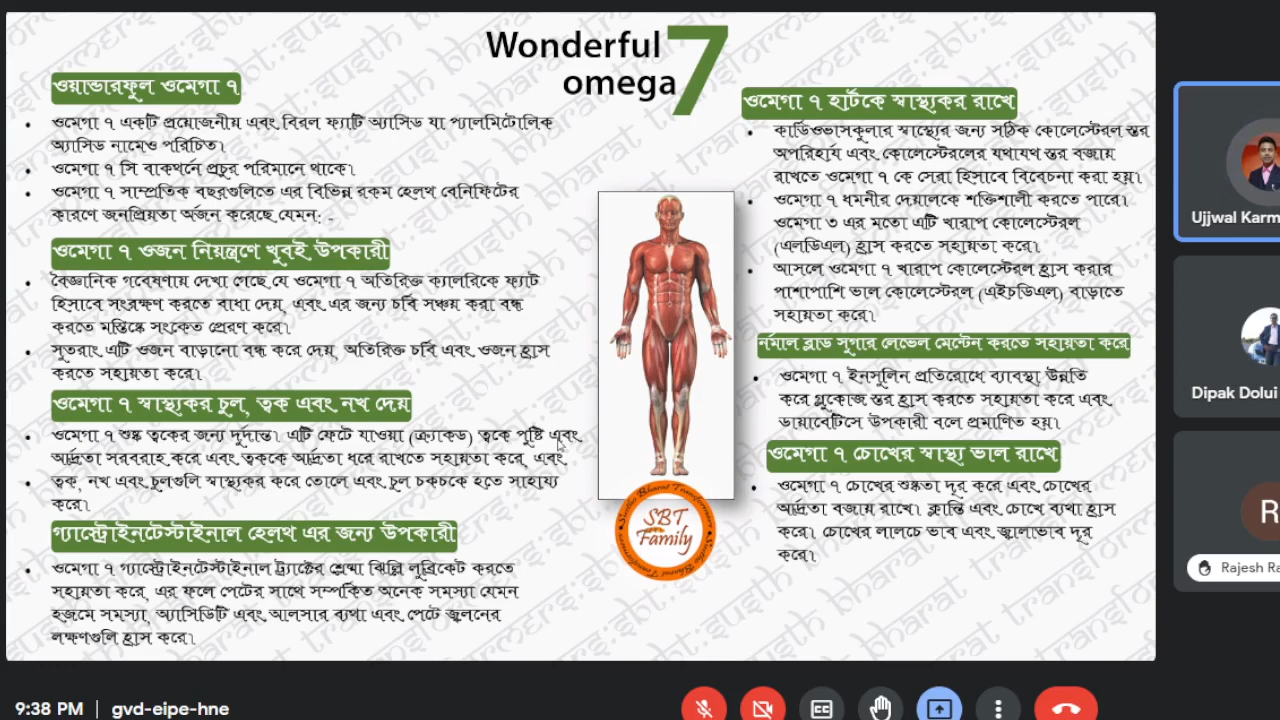 Wonderful
omega 7
ওয়ান্ডারফুল ওমেগা ৭
• ওমেগা ৭ একটি প্রয়োজনীয় এবং বিরল ফ্যাটি অ্যাসিড যা প্যালমিটোলিক
অ্যাসিড নামেও পরিচিত।
• ওমেগা ৭ সি বাকথর্নে প্রচুর পরিমানে থাকে।
• ওমেগা ৭ সাম্প্রতিক বছরগুলিতে এর বিভিন্ন রকম হেলথ বেনিফিটের
কারণে জনপ্রিয়তা অর্জন করেছে যেমন: -
ওমেগা ৭ ওজন নিয়ন্ত্রণে খুবই উপকারী
• বৈজ্ঞানিক গবেষণায় দেখা গেছে যে ওমেগা ৭ অতিরিক্ত ক্যালরিকে ফ্যাট
হিসাবে সংরক্ষণ করতে বাধা দেয়, এবং এর জন্য চর্বি সঞ্চয় করা বন্ধ
করতে মস্তিষ্কে সংকেত প্রেরণ করে।
• সূতরাং এটি ওজন বাড়ানো বন্ধ করে দেয়, অতিরিক্ত চর্বি এবং ওজন হ্রাস
করতে সহায়তা করে।
ওমেগা ৭ স্বাস্থ্যকর চুল, ত্বক এবং নখ দেয়
• ওমেগা ৭ শুষ্ক ত্বকের জন্য দুর্দান্ত। এটি ফেটে যাওয়া (ক্র্যাকড) ত্বকে পুষ্টি এবং
আর্দ্রতা সরবরাহ করে এবং ত্বককে আর্দ্রতা ধরে রাখতে সহায়তা করে, এবং
• ত্বক, নখ এবং চুলগুলি স্বাস্থ্যকর করে তোলে এবং চুল চকচকে হতে সাহায্য
করে।
গ্যাস্ট্রোইনটেস্টাইনাল হেলথ এর জন্য উপকারী
• ওমেগা ৭ গ্যাস্ট্রোইনটেস্টাইনাল ট্র্যাক্টের শ্লেষ্মা ঝিল্লি লুব্রিকেট করতে
সহায়তা করে, এর ফলে পেটের সাথে সম্পর্কিত অনেক সমস্যা যেমন
হজমে সমস্যা, অ্যাসিডিটি এবং আলসার ব্যথা এবং পেটে জ্বলনের
লক্ষণগুলি হ্রাস করে।
ওমেগা ৭ হার্টকে স্বাস্থ্যকর রাখে
• কার্ডিওভাসকুলার স্বাস্থ্যের জন্য সঠিক কোলেস্টেরল স্তর
অপরিহার্য এবং কোলেস্টেরলের যথাযথ স্তর বজায়
রাখতে ওমেগা ৭ কে সেরা হিসাবে বিবেচনা করা হয়।
• ওমেগা ৭ ধমনীর দেয়ালকে শক্তিশালী করতে পারে।
ওমেগা ৩ এর মতো এটি খারাপ কোলেস্টেরল
(এলডিএল) হ্রাস করতে সহায়তা করে।
• আসলে ওমেগা ৭ খারাপ কোলেস্টেরল হ্রাস করার
পাশাপাশি ভাল কোলেস্টেরল (এইচডিএল) বাড়াতে
সহায়তা করে।
নর্মাল ব্লাড সূগার লেভেল মেন্টেন করতে সহায়তা করে
• ওমেগা ৭ ইনসুলিন প্রতিরোধে ব্যাবস্থা উন্নতি
করে গ্লুকোজ স্তর হ্রাস করতে সহায়তা করে এবং
ডায়াবেটিসে উপকারী বলে প্রমাণিত হয়।
ওমেগা ৭ চোখের স্বাস্থ্য ভাল রাখে
• ওমেগা ৭ চোখের শুষ্কতা দূর করে এবং চোখের
আর্দ্রতা বজায় রাখে। ক্লান্তি এবং চোখে ব্যথা হ্রাস
করে। চোখের লালচে ভাব এবং জ্বালাভাব দূর
করে।
SBT
Family
Ujjwal Karm
Dipak Dolui
R
Rajesh Ra
9:38 PM | gvd-eipe-hne